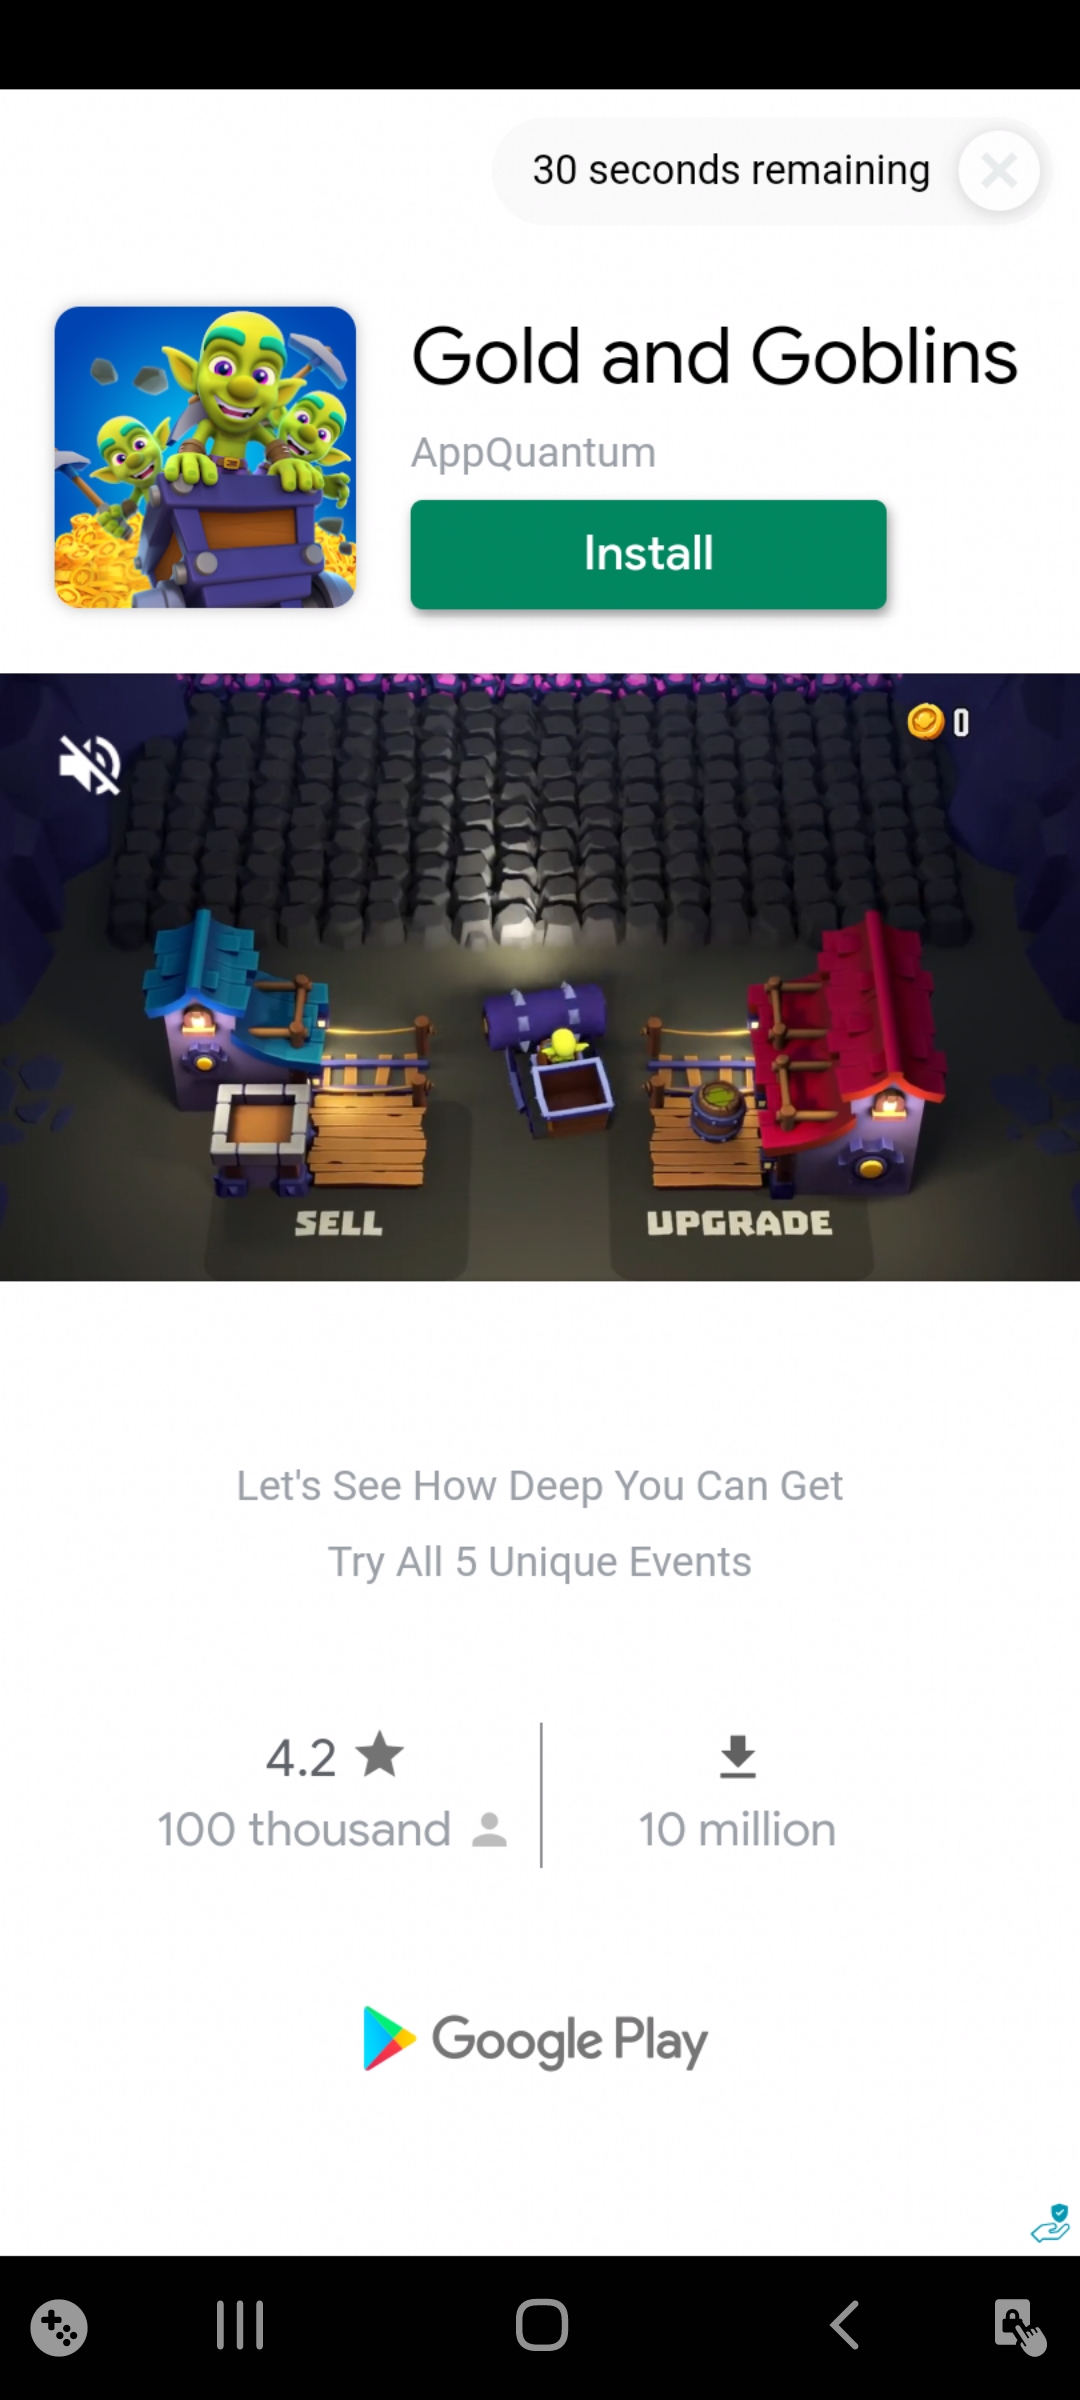 30 seconds remaining
Gold and Goblins
AppQuantum
Install
0
SELL
UPGRADE
Let's See How Deep You Can Get
Try All 5 Unique Events
4.2
100 thousand
10 million
Google Play